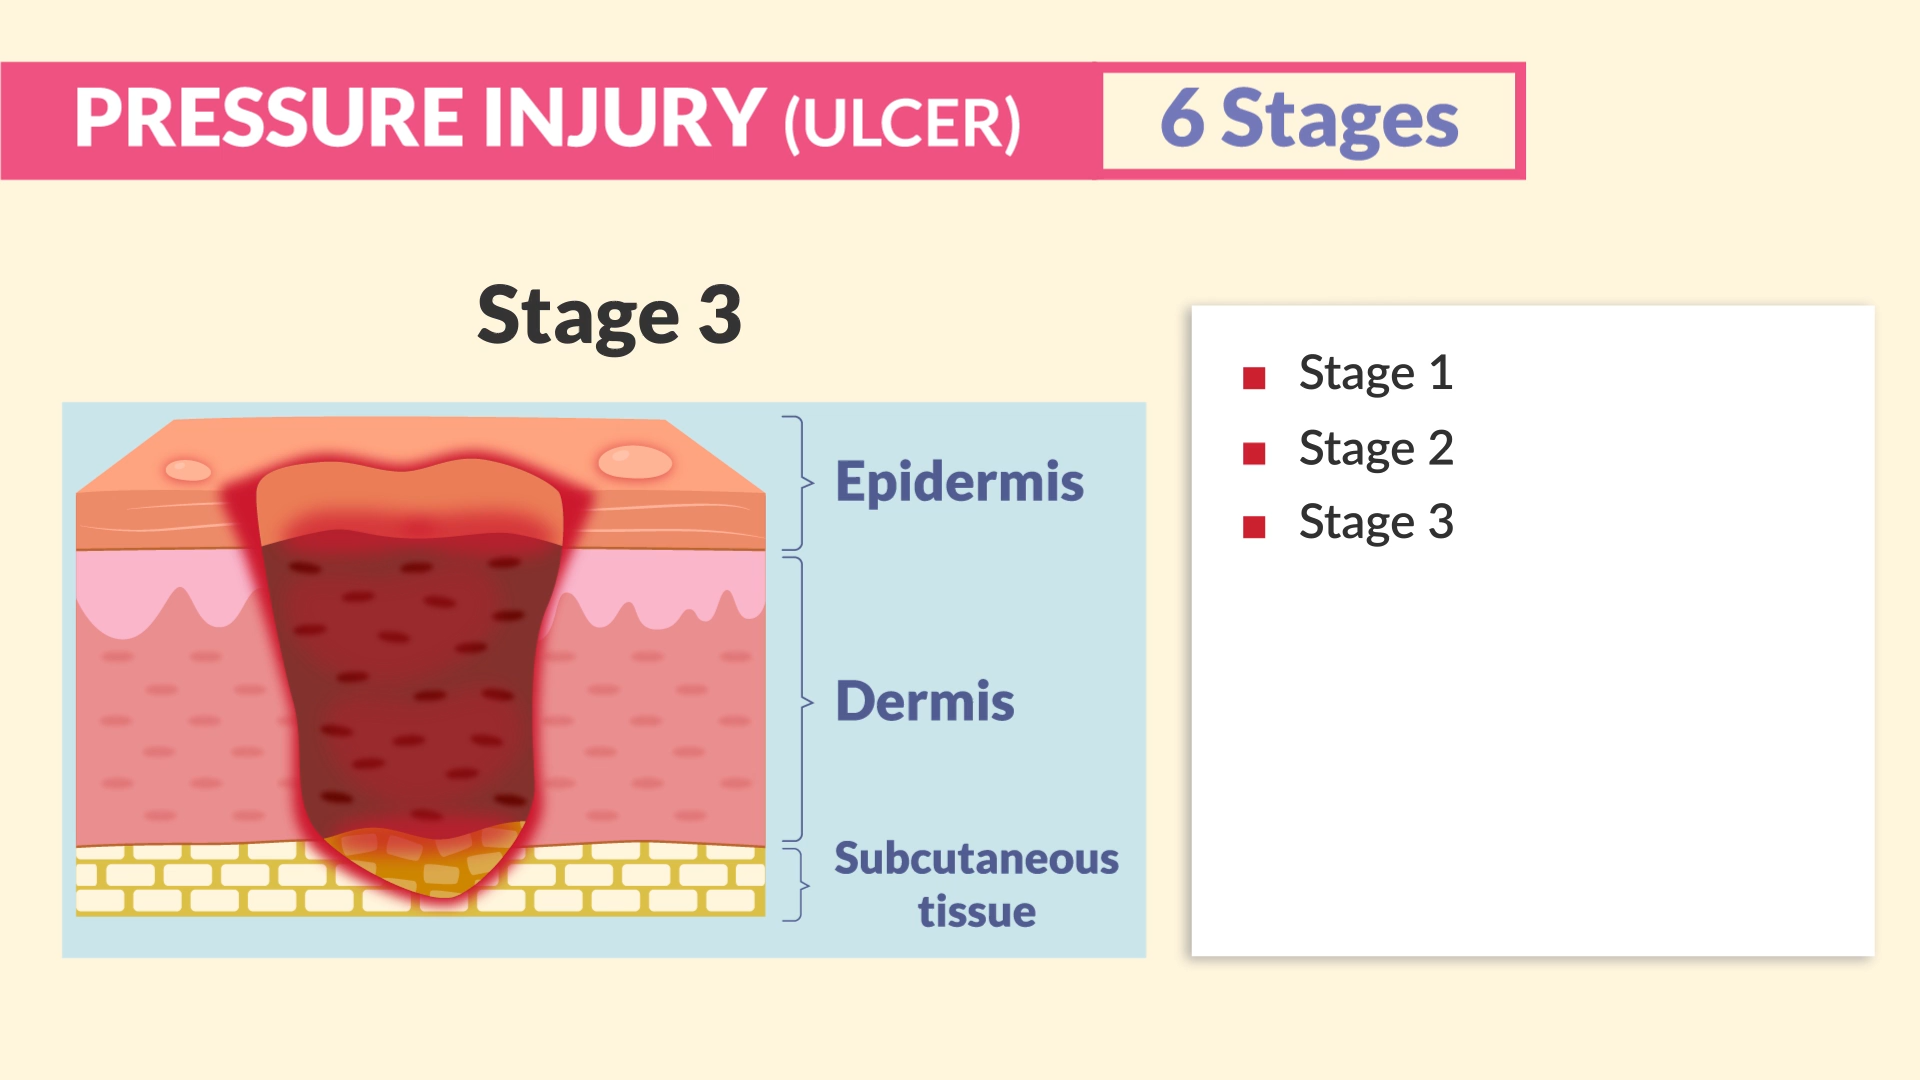 PRESSURE INJURY (ULCER)
6 Stages
Stage 3
Epidermis
Dermis
Subcutaneous
tissue
Stage 1
Stage 2
Stage 3